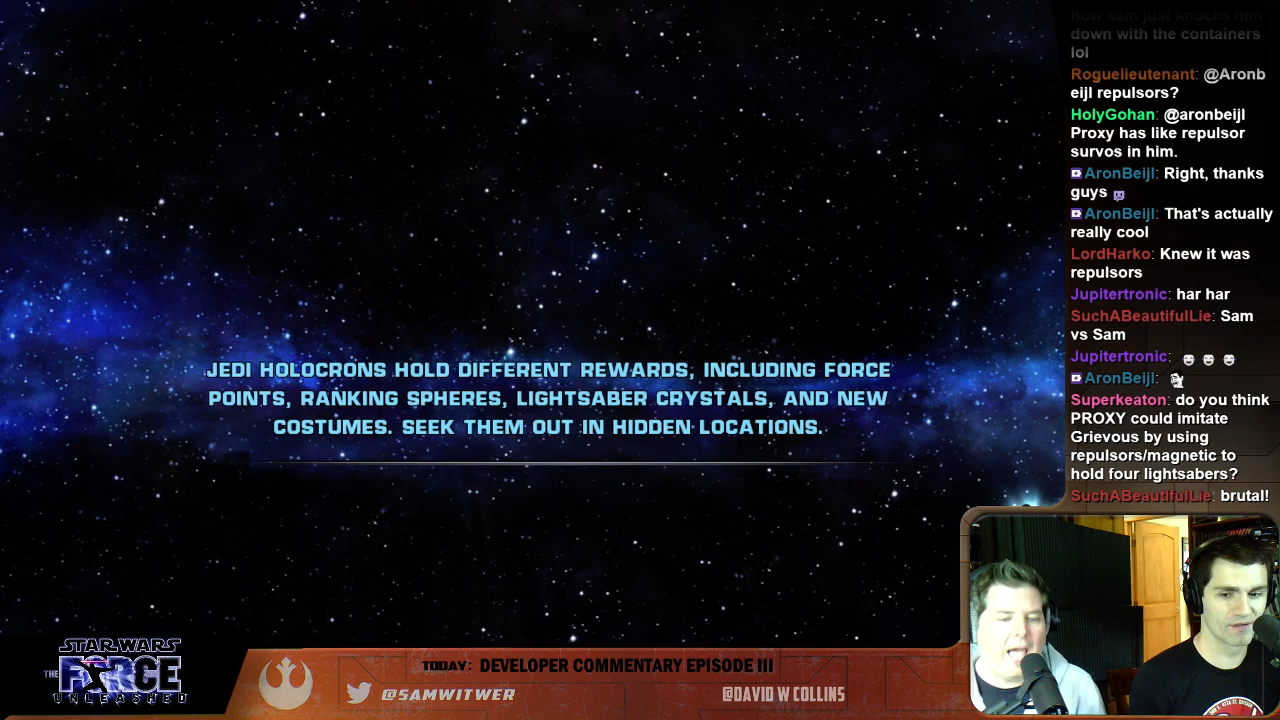 how sam just knocks him
down with the containers
lol
Roguelieutenant: @Aronb
eijl repulsors?
HolyGohan: @aronbeijl
Proxy has like repulsor
survos in him.
AronBeijl: Right, thanks
guys
AronBeijl: That's actually
really cool
LordHarko: Knew it was
repulsors
Jupitertronic: har har
SuchABeautifulLie: Sam
vs Sam
Jupitertronic:
AronBeijl:
Superkeaton: do you think
PROXY could imitate
Grievous by using
repulsors/magnetic to
hold four lightsabers?
SuchABeautifulLie: brutal!
JEDI HOLOCRONS HOLD DIFFERENT REWARDS, INCLUDING FORCE
POINTS, RANKING SPHERES, LIGHTSABER CRYSTALS, AND NEW
COSTUMES. SEEK THEM OUT IN HIDDEN LOCATIONS.
STAR WARS
THE FORCE
UNLEASHED
TODAY: DEVELOPER COMMENTARY EPISODE III
@SAMWITWER
@DAVID W COLLINS